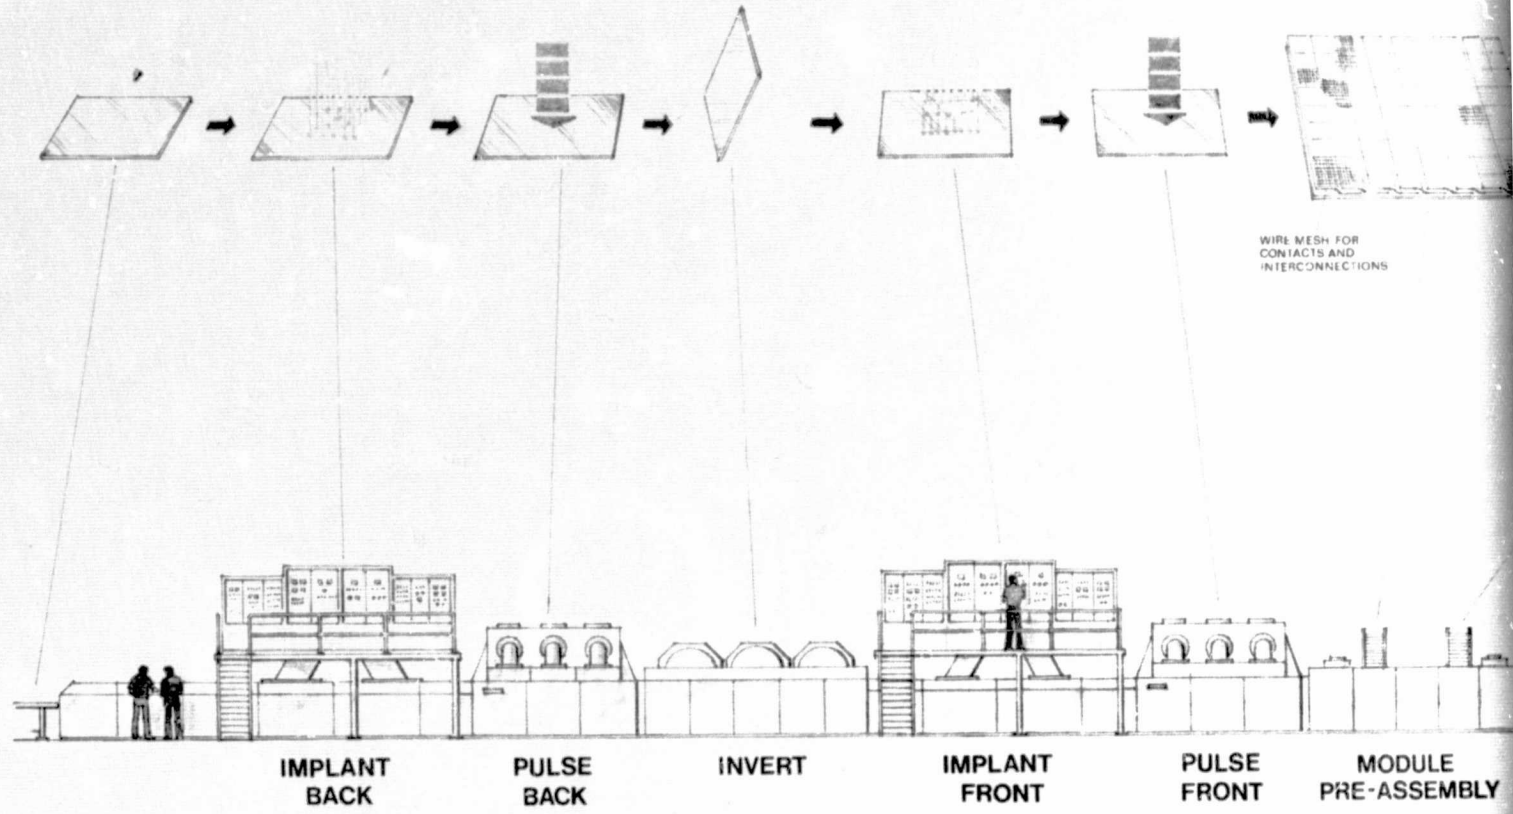 WIRE MESH FOR
CONTACTS AND
INTERCONNECTIONS
IMPLANT
BACK
PULSE
BACK
INVERT
IMPLANT
FRONT
PULSE
FRONT
MODULE
PRE-ASSEMBLY